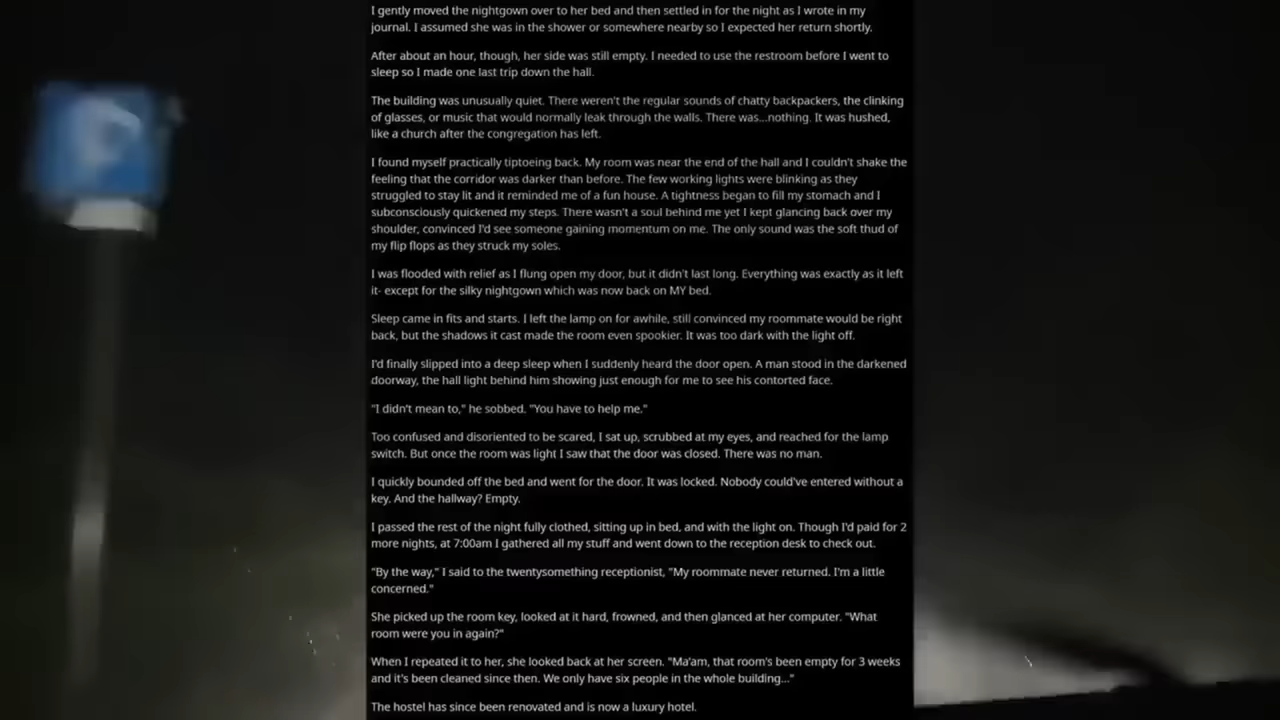 I gently moved the nightgown over to her bed and then settled in for the night as I wrote in my
journal. I assumed she was in the shower or somewhere nearby so I expected her return shortly.
After about an hour, though, her side was still empty. I needed to use the restroom before I went to
sleep so I made one last trip down the hall.
The building was unusually quiet. There weren't the regular sounds of chatty backpackers, the clinking
of glasses, or music that would normally leak through the walls. There was...nothing. It was hushed,
like a church after the congregation has left.
I found myself practically tiptoeing back. My room was near the end of the hall and I couldn't shake the
feeling that the corridor was darker than before. The few working lights were blinking as they
struggled to stay lit and it reminded me of a fun house. A tightness began to fill my stomach and I
subconsciously quickened my steps. There wasn't a soul behind me yet I kept glancing back over my
shoulder, convinced I'd see someone gaining momentum on me. The only sound was the soft thud of
my flip flops as they struck my soles.
I was flooded with relief as I flung open my door, but it didn't last long. Everything was exactly as it left
it- except for the silky nightgown which was now back on MY bed.
Sleep came in fits and starts. I left the lamp on for awhile, still convinced my roommate would be right
back, but the shadows it cast made the room even spookier. It was too dark with the light off.
I'd finally slipped into a deep sleep when I suddenly heard the door open. A man stood in the darkened
doorway, the hall light behind him showing just enough for me to see his contorted face.
"I didn't mean to," he sobbed. "You have to help me."
Too confused and disoriented to be scared, I sat up, scrubbed at my eyes, and reached for the lamp
switch. But once the room was light I saw that the door was closed. There was no man.
I quickly bounded off the bed and went for the door. It was locked. Nobody could've entered without a
key. And the hallway? Empty.
I passed the rest of the night fully clothed, sitting up in bed, and with the light on. Though I'd paid for 2
more nights, at 7:00am I gathered all my stuff and went down to the reception desk to check out.
"By the way," I said to the twentysomething receptionist, "My roommate never returned. I'm a little
concerned."
She picked up the room key, looked at it hard, frowned, and then glanced at her computer. "What
room were you in again?"
When I repeated it to her, she looked back at her screen. "Ma'am, that room's been empty for 3 weeks
and it's been cleaned since then. We only have six people in the whole building..."
The hostel has since been renovated and is now a luxury hotel.